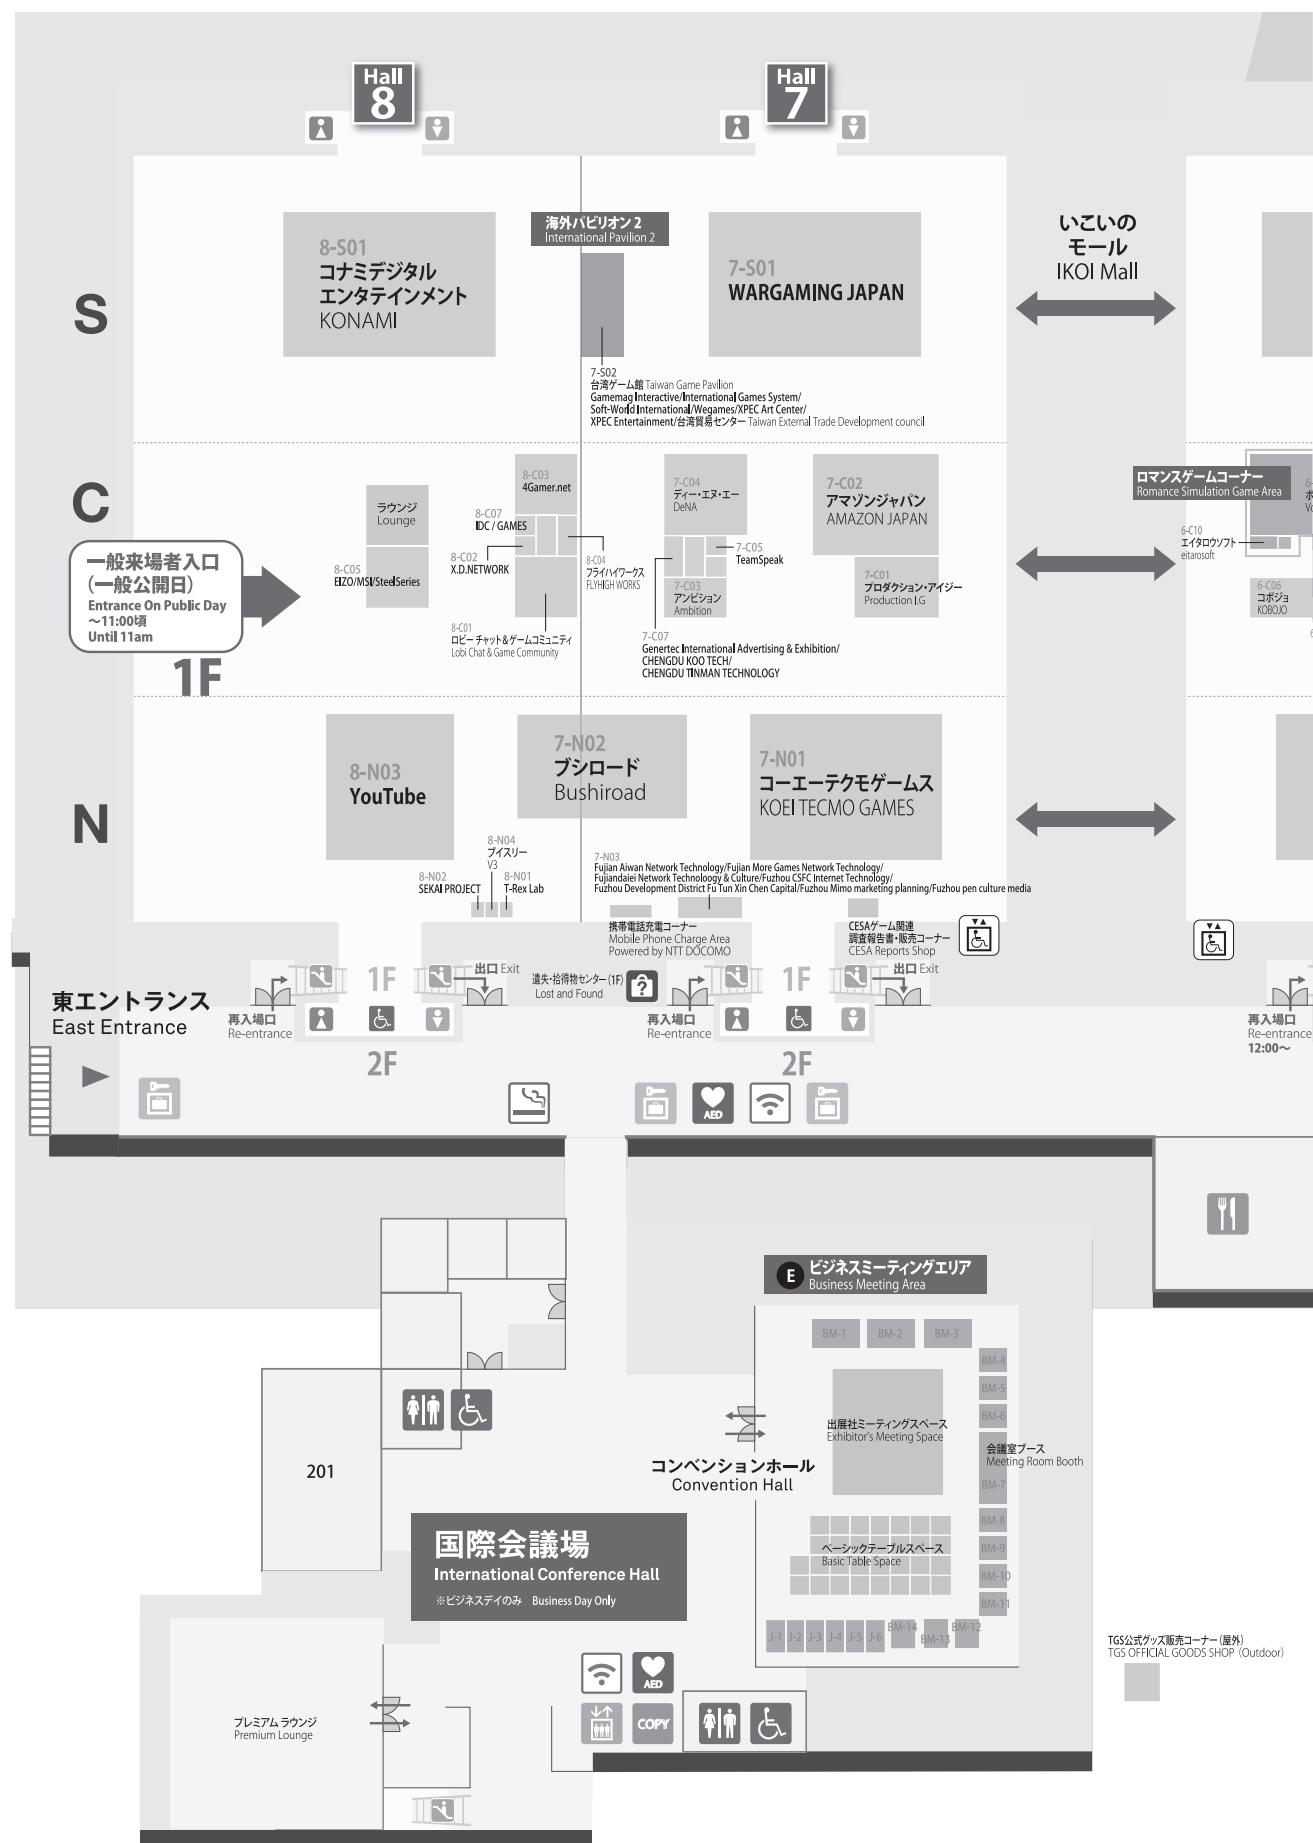 Hall
8
Hall
7
海外パビリオン 2
International Pavilion 2
8-S01
コナミデジタル
エンタテインメント
KONAMI
7-S01
WARGAMING JAPAN
いこいの
モール
IKOI Mall
S
7-S02
台湾ゲーム館 Taiwan Game Pavilion
Gamemag Interactive/International Games System/
Soft-World International/Wegames/XPEC Art Center/
XPEC Entertainment/台湾貿易センター Taiwan External Trade Development council
C
ラウンジ
Lounge
8-C03
4Gamer.net
8-C07
IDC / GAMES
8-C02
X.D.NETWORK
8-C04
フライハイワークス
FLYHIGH WORKS
8-C05
EIZO/MSI/SteelSeries
8-C01
ロビー チャット&ゲームコミュニティ
Lobi Chat & Game Community
7-C04
ディー・エヌ・エー
DeNA
7-C02
アマゾンジャパン
AMAZON JAPAN
7-C05
TeamSpeak
7-C03
アンビション
Ambition
7-C01
プロダクション・アイジー
Production I.G
7-C07
Genertec International Advertising & Exhibition/
CHENGDU KOO TECH/
CHENGDU TINMAN TECHNOLOGY
ロマンスゲームコーナー
Romance Simulation Game Area
6-C10
エイタロウソフト
eitarosoft
6-C06
コボジョ
KOBOJO
一般来場者入口
(一般公開日)
Entrance On Public Day
〜11:00頃
Until 11am
1F
N
8-N03
YouTube
7-N02
ブシロード
Bushiroad
7-N01
コーエーテクモゲームス
KOEI TECMO GAMES
8-N04
ブイスリー
V3
8-N02
SEKAI PROJECT
8-N01
T-Rex Lab
7-N03
Fujian Aiwan Network Technology/Fujian More Games Network Technology/
Fujiandaiei Network Technology & Culture/Fuzhou CSFC Internet Technology/
Fuzhou Development District Fu Tun Xin Chen Capital/Fuzhou Mimo marketing planning/Fuzhou pen culture media
携帯電話充電コーナー
Mobile Phone Charge Area
Powered by NTT DOCOMO
CESAゲーム関連
調査報告書・販売コーナー
CESA Reports Shop
東エントランス
East Entrance
1F
出口 Exit
遺失・拾得物センター (1F)
Lost and Found
?
1F
出口 Exit
再入場口
Re-entrance
再入場口
Re-entrance
再入場口
Re-entrance
12:00〜
2F
2F
AED
E ビジネスミーティングエリア
Business Meeting Area
BM-1
BM-2
BM-3
BM-4
BM-5
BM-6
出展社ミーティングスペース
Exhibitor's Meeting Space
会議室ブース
Meeting Room Booth
BM-7
コンベンションホール
Convention Hall
201
BM-8
ベーシックテーブルスペース
Basic Table Space
BM-9
BM-10
BM-11
国際会議場
International Conference Hall
※ビジネスデイのみ Business Day Only
J-1
J-2
J-3
J-4
J-5
J-6
BM-14
BM-13
BM-12
TGS公式グッズ販売コーナー (屋外)
TGS OFFICIAL GOODS SHOP (Outdoor)
AED
COPY
プレミアム ラウンジ
Premium Lounge